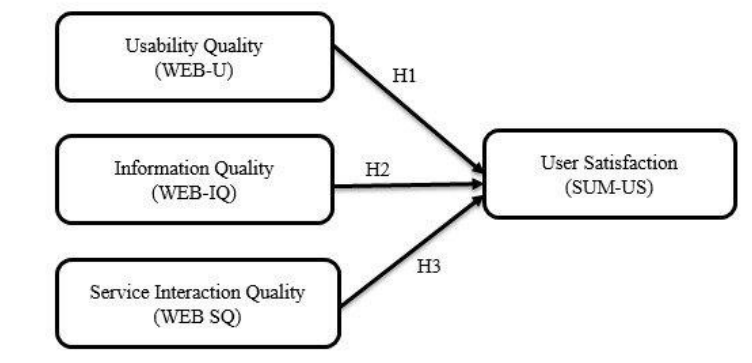 Usability Quality
(WEB-U)
H1
Information Quality
(WEB-IQ)
H2
User Satisfaction
(SUM-US)
Service Interaction Quality
(WEB SQ)
H3